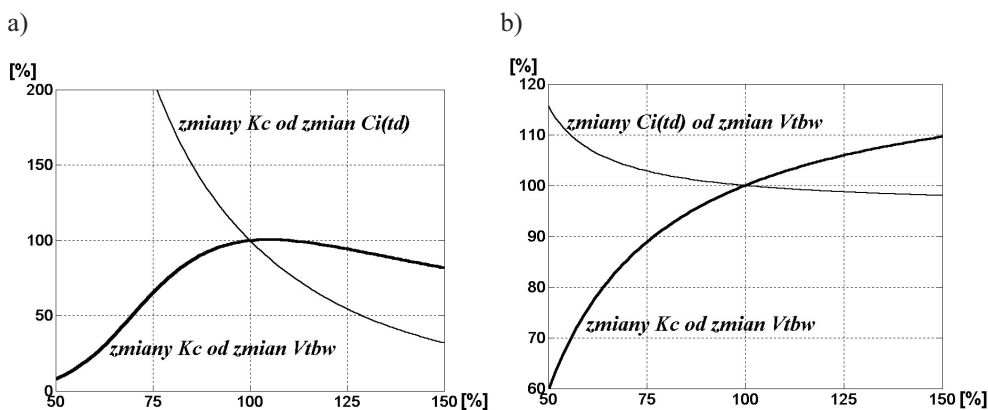 a)
[%]
200
150
100
50
0
zmiany Kc od zmian Ci(td)
zmiany Kc od zmian Vtbw
50 75 100 125 150 [%]
b)
[%]
120
110
100
90
80
70
60
zmiany Ci(td) od zmian Vtbw
zmiany Kc od zmian Vtbw
50 75 100 125 150 [%]